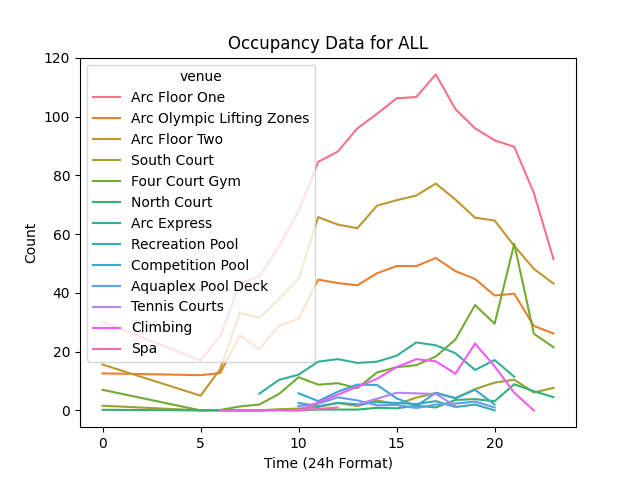 Occupancy Data for ALL
120
100
80
60
40
20
0
Count
venue
Arc Floor One
Arc Olympic Lifting Zones
Arc Floor Two
South Court
Four Court Gym
North Court
Arc Express
Recreation Pool
Competition Pool
Aquaplex Pool Deck
Tennis Courts
Climbing
Spa
0 5 10 15 20
Time (24h Format)